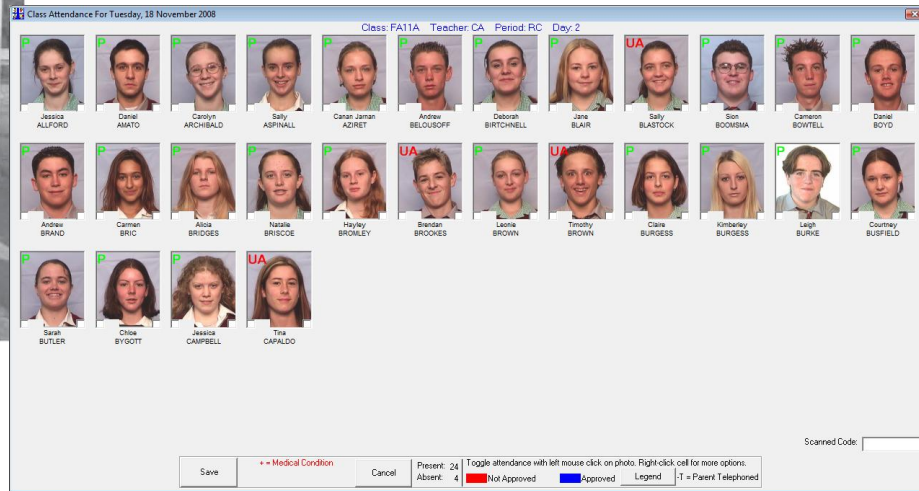 Class Attendance For Tuesday, 18 November 2008
Class: FA11A Teacher: CA Period: RC Day: 2
P P P P P P P P UA P P P
Jessica ALLFORD
Daniel AMATO
Carolyn ARCHIBALD
Sally ASPINALL
Canan Jaman AZIRET
Andrew BELOUSOFF
Deborah BIRTCHNELL
Jane BLAIR
Sally BLASTOCK
Sion BOOMSMA
Cameron BOWTELL
Daniel BOYD
P P P P P UA P UA P P P P
Andrew BRAND
Carmen BRIC
Alicia BRIDGES
Natalie BRISCOE
Hayley BROMLEY
Brendan BROOKES
Leonie BROWN
Timothy BROWN
Claire BURGESS
Kimberley BURGESS
Leigh BURKE
Courtney BUSFIELD
P P P UA
Sarah BUTLER
Chloe BYGOTT
Jessica CAMPBELL
Tina CAPALDO
Scanned Code:
Save
+ = Medical Condition
Cancel
Present: 24
Absent: 4
Toggle attendance with left mouse click on photo. Right-click cell for more options.
Not Approved
Approved
Legend
-T = Parent Telephoned